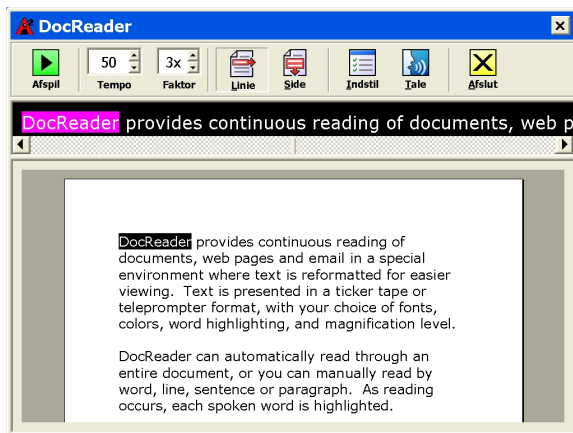 DocReader
50
3x
Afspil
Tempo
Faktor
Linie
Side
Indstil
Tale
Afslut
DocReader provides continuous reading of documents, web p
DocReader provides continuous reading of
documents, web pages and email in a special
environment where text is reformatted for easier
viewing.  Text is presented in a ticker tape or
teleprompter format, with your choice of fonts,
colors, word highlighting, and magnification level.
DocReader can automatically read through an
entire document, or you can manually read by
word, line, sentence or paragraph.  As reading
occurs, each spoken word is highlighted.